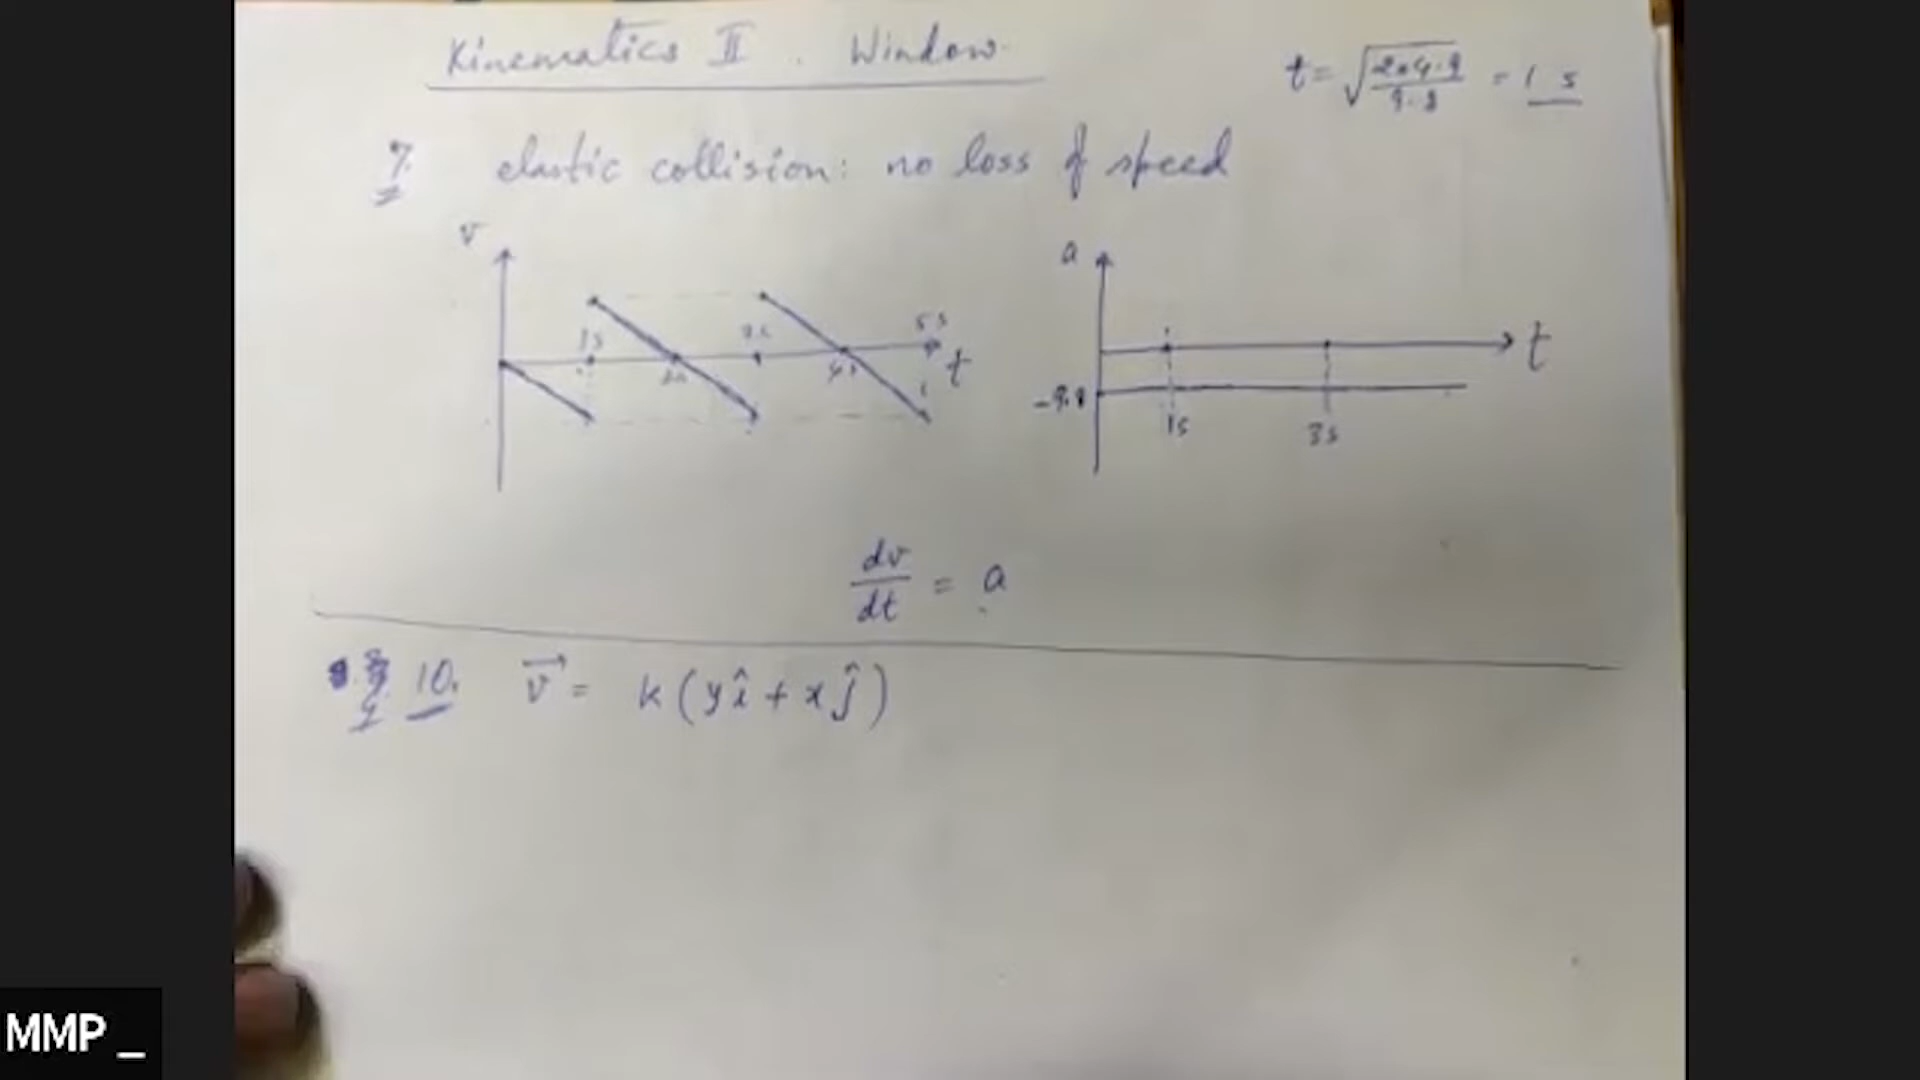 Kinematics II. Window.
t = √(2×4.9/9.8) = 1 s
7. elastic collision: no loss of speed
v
1s 2s 3s 4s 5s t
a
t
-9.8
1s 3s
dv/dt = a
10. v⃗ = k(yî + xĵ)
MMP _